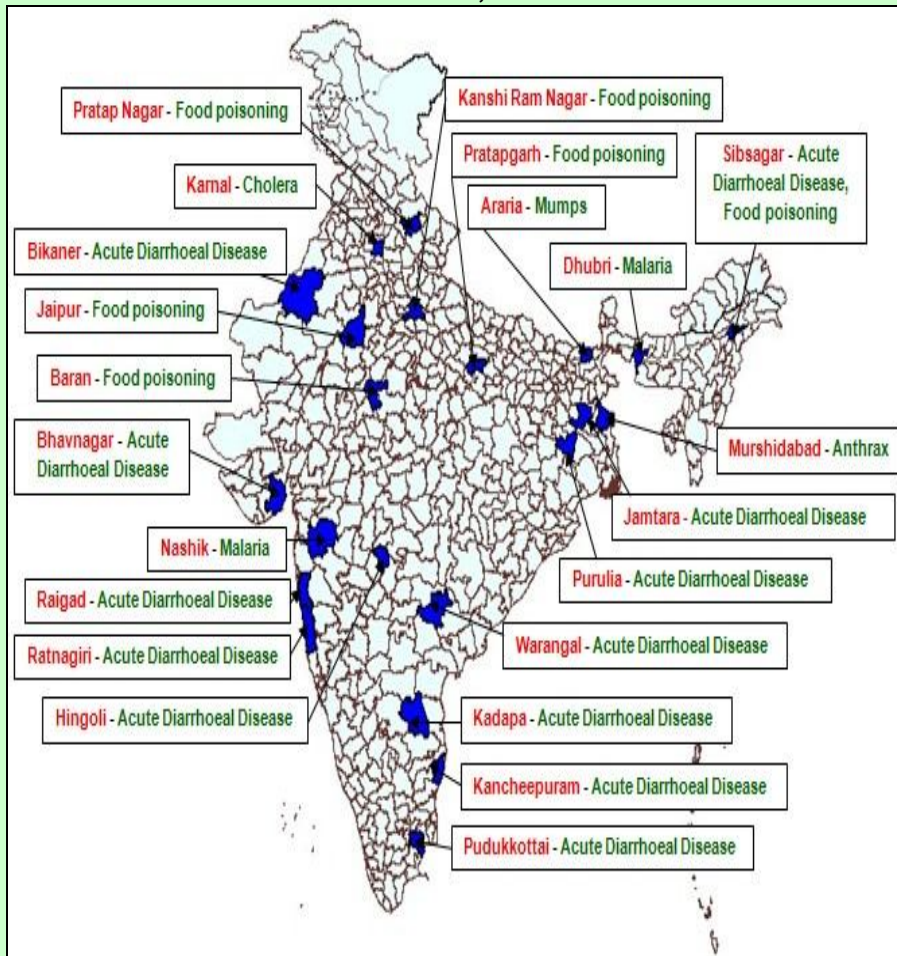 Pratap Nagar - Food poisoning
Kanshi Ram Nagar - Food poisoning
Pratapgarh - Food poisoning
Sibsagar - Acute
Diarrhoeal Disease,
Food poisoning
Karnal - Cholera
Araria - Mumps
Bikaner - Acute Diarrhoeal Disease
Dhubri - Malaria
Jaipur - Food poisoning
Baran - Food poisoning
Bhavnagar - Acute
Diarrhoeal Disease
Murshidabad - Anthrax
Jamtara - Acute Diarrhoeal Disease
Nashik - Malaria
Purulia - Acute Diarrhoeal Disease
Raigad - Acute Diarrhoeal Disease
Warangal - Acute Diarrhoeal Disease
Ratnagiri - Acute Diarrhoeal Disease
Hingoli - Acute Diarrhoeal Disease
Kadapa - Acute Diarrhoeal Disease
Kancheepuram - Acute Diarrhoeal Disease
Pudukkottai - Acute Diarrhoeal Disease